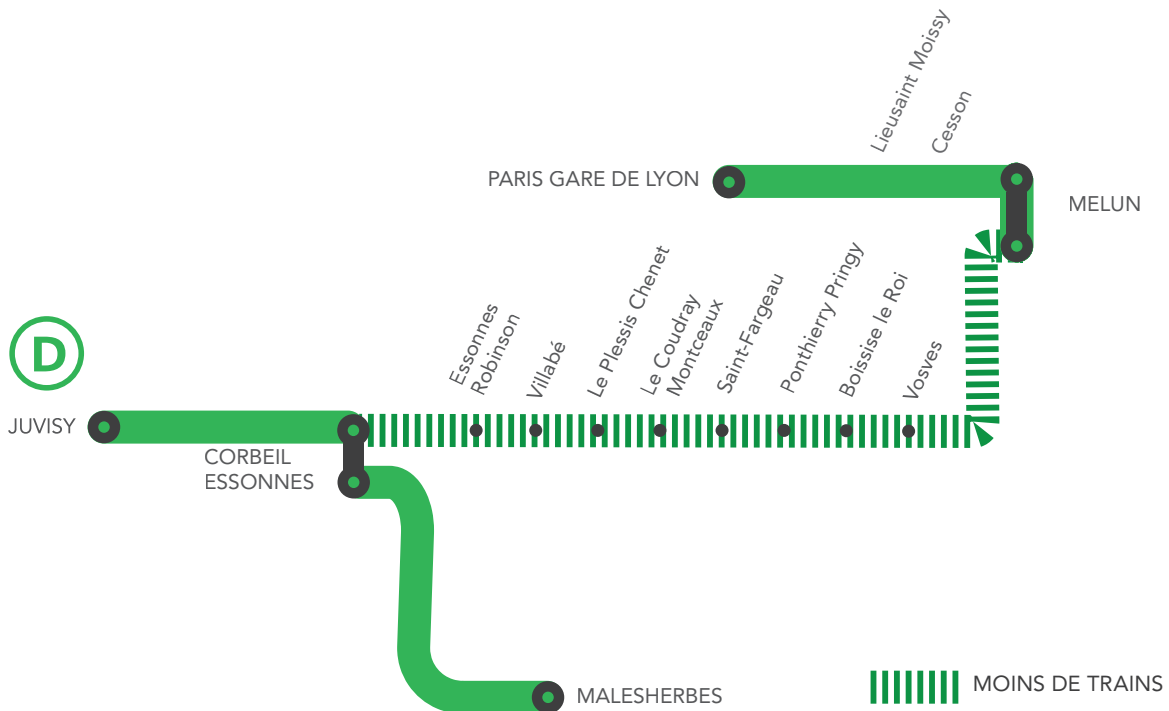 Lieusaint Moissy
Cesson
PARIS GARE DE LYON
MELUN
D
JUVISY
CORBEIL
ESSONNES
Essonnes
Robinson
Villabé
Le Plessis Chenet
Le Coudray
Montceaux
Saint-Fargeau
Ponthierry Pringy
Boissise le Roi
Vosves
MALESHERBES
MOINS DE TRAINS